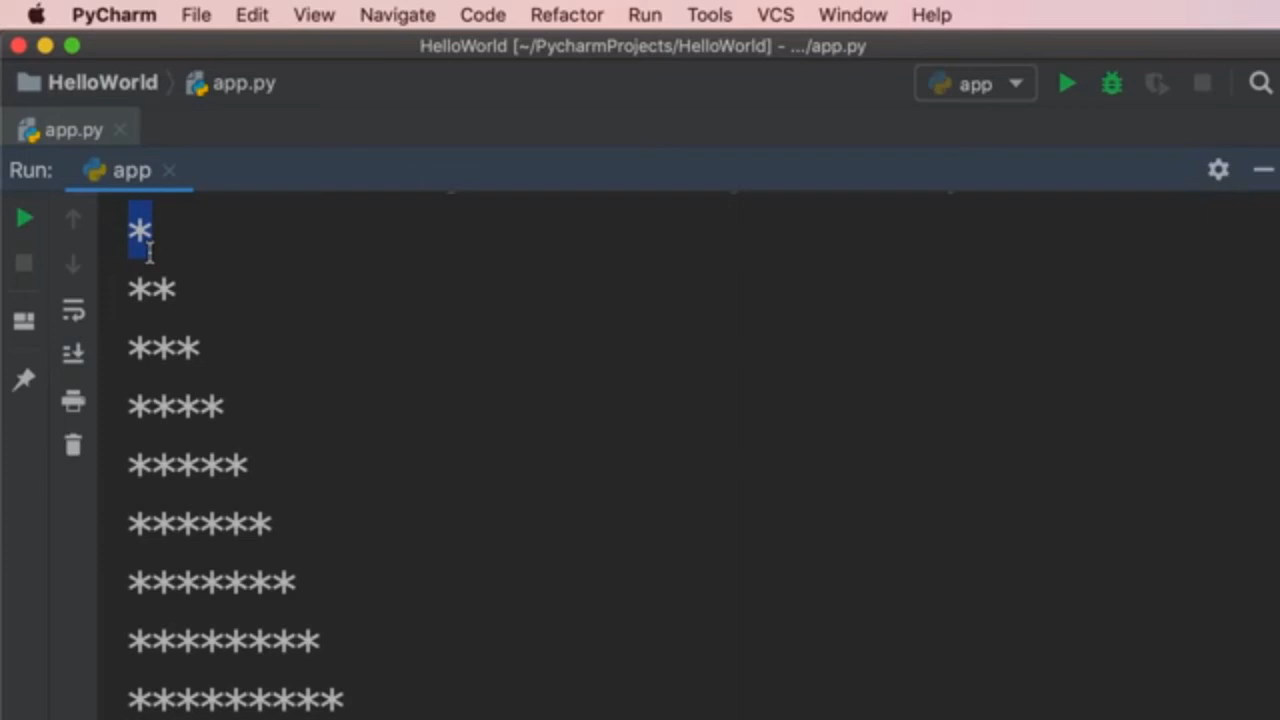 PyCharm File Edit View Navigate Code Refactor Run Tools VCS Window Help
HelloWorld [~/PycharmProjects/HelloWorld] - .../app.py
HelloWorld app.py app
app.py
Run: app
*
**
***
****
*****
******
*******
********
*********